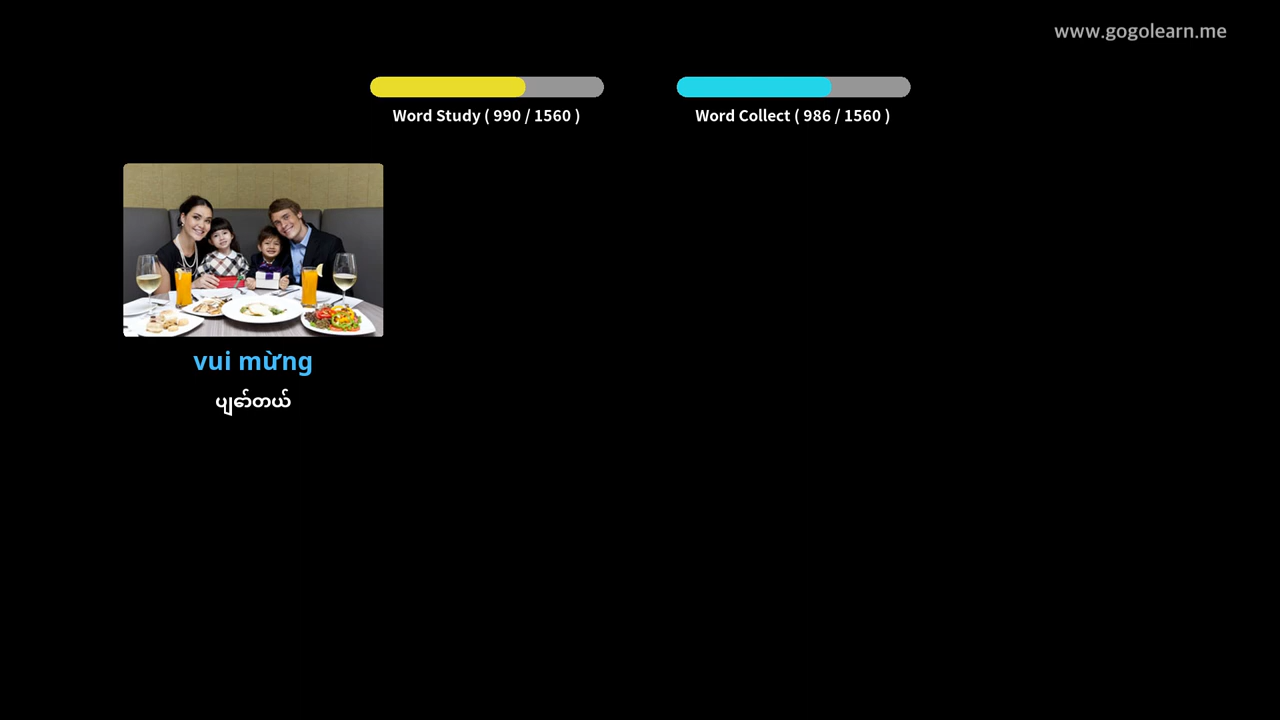 www.gogolearn.me
Word Study ( 990 / 1560 )
Word Collect ( 986 / 1560 )
vui mừng
ပျော်တယ်